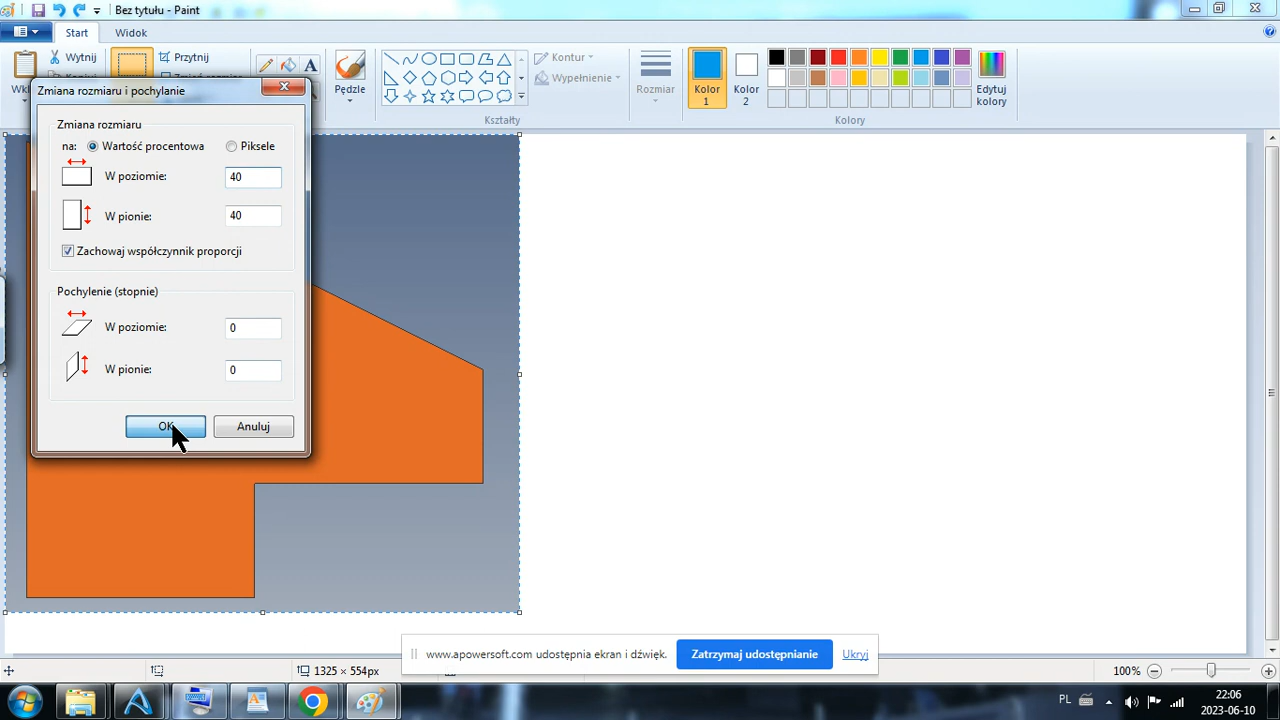 Bez tytułu - Paint
Start
Widok
Wytnij
Przytnij
Pędzle
Kształty
Kontur
Wypełnienie
Rozmiar
Kolor
1
Kolor
2
Edytuj
kolory
Kolory
Zmiana rozmiaru i pochylanie
Zmiana rozmiaru
na:
Wartość procentowa
Piksele
W poziomie:
40
W pionie:
40
Zachowaj współczynnik proporcji
Pochylenie (stopnie)
W poziomie:
0
W pionie:
0
OK
Anuluj
www.apowersoft.com udostępnia ekran i dźwięk.
Zatrzymaj udostępnianie
Ukryj
1325 × 554px
100%
PL
22:06
2023-06-10